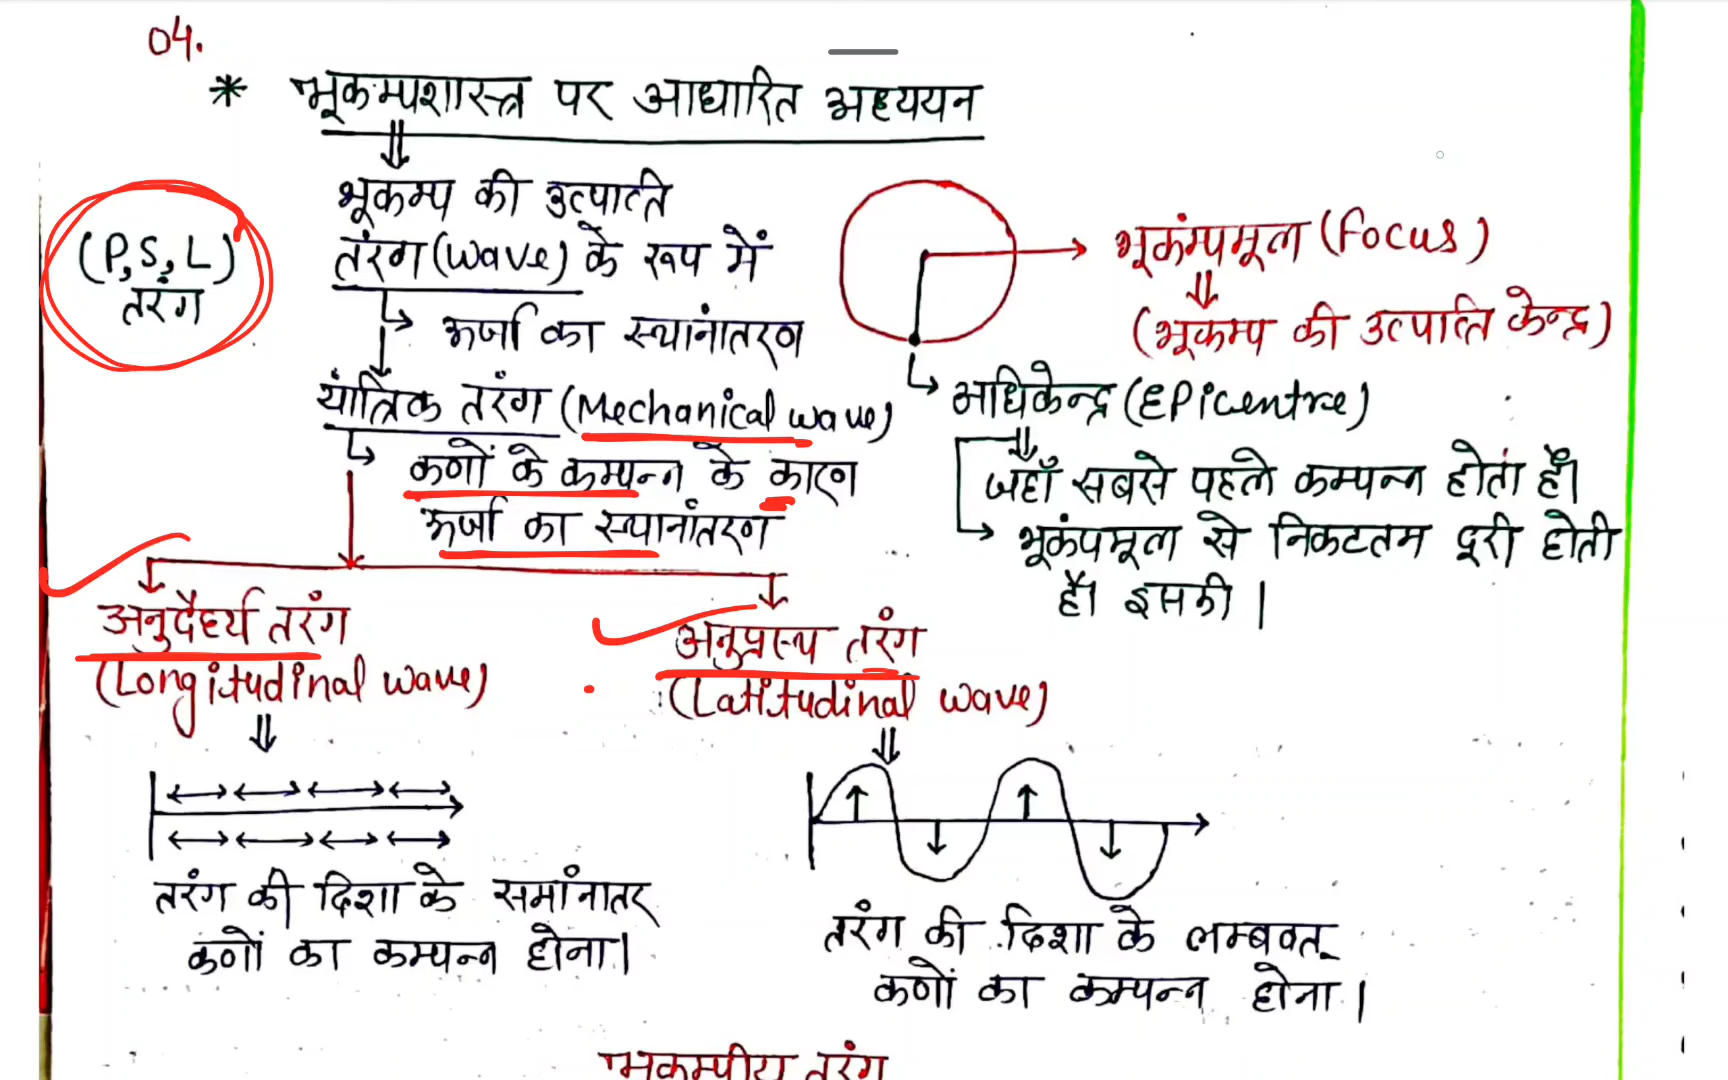 04.
* भूकम्पशास्त्र पर आधारित अध्ययन
भूकम्प की उत्पात्ति
तंरग (wave) के रूप में
ऊर्जा का स्थानांतरण
(P,S,L)
तरंग
यांत्रिक तरंग (Mechanical wave)
कणों के कम्पन्न के कारण
ऊर्जा का स्थानांतरण
भूकंम्पमूल (Focus)
(भूकम्प की उत्पात्ति केन्द्र)
अधिकेन्द्र (EPicentre)
जहाँ सबसे पहले कम्पन्न होता है।
भूकंपमूल से निकटतम दूरी होती
है। इसकी।
अनुदैर्ध्य तरंग
(Longitudinal wave)
अनुप्रस्थ तरंग
(Latitudinal wave)
तरंग की दिशा के समांनातर
कणों का कम्पन्न होना।
तरंग की दिशा के लम्बवत्
कणों का कम्पन्न होना।
भूकम्पीय तरंग